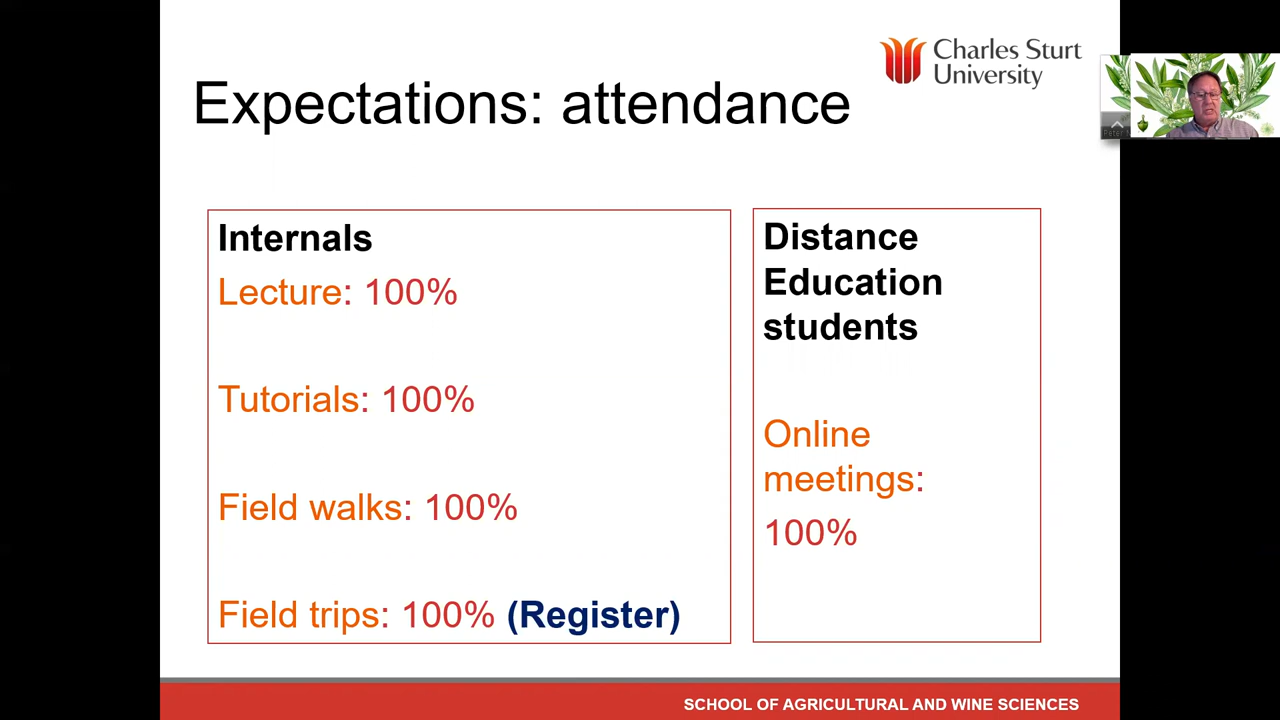 Charles Sturt
University
Expectations: attendance
Internals
Lecture: 100%
Tutorials: 100%
Field walks: 100%
Field trips: 100% (Register)
Distance
Education
students
Online
meetings:
100%
SCHOOL OF AGRICULTURAL AND WINE SCIENCES